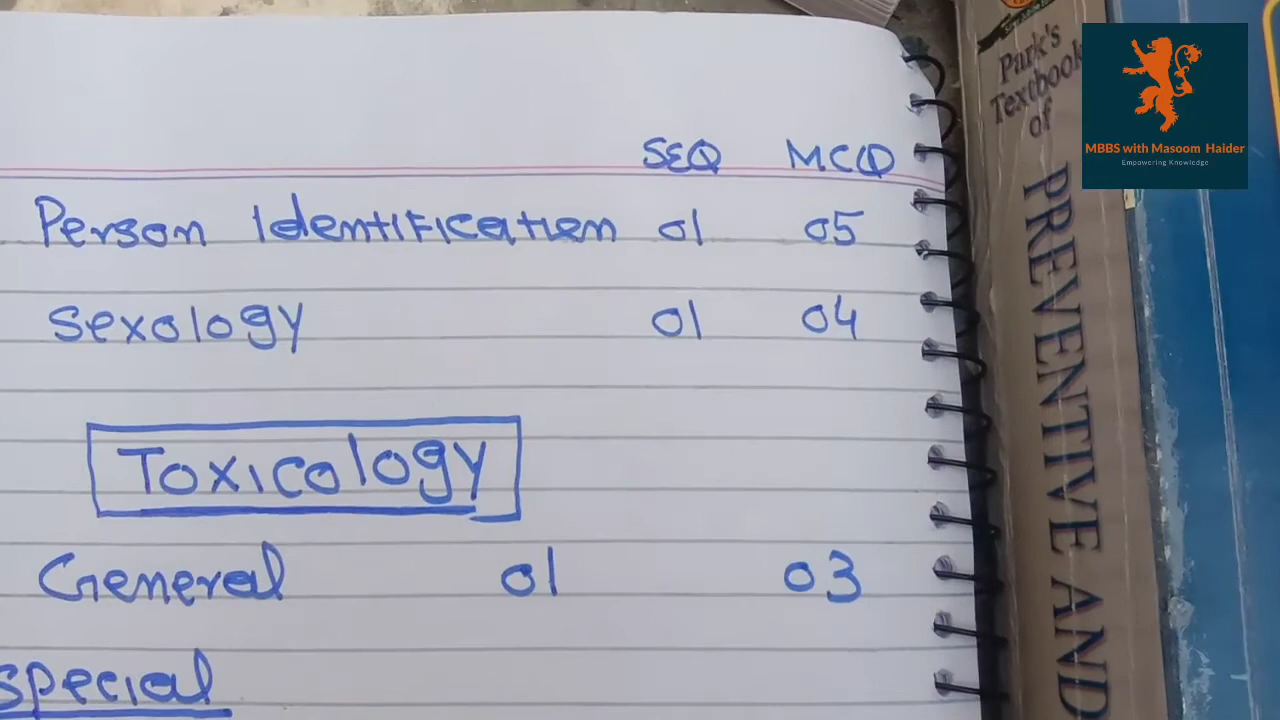 SEQ MCQ
Person Identification 01 05
Sexology 01 04
Toxicology
General 01 03
special
Park's
Textbook
of
PREVENTIVE AND
MBBS with Masoom Haider
Empowering Knowledge